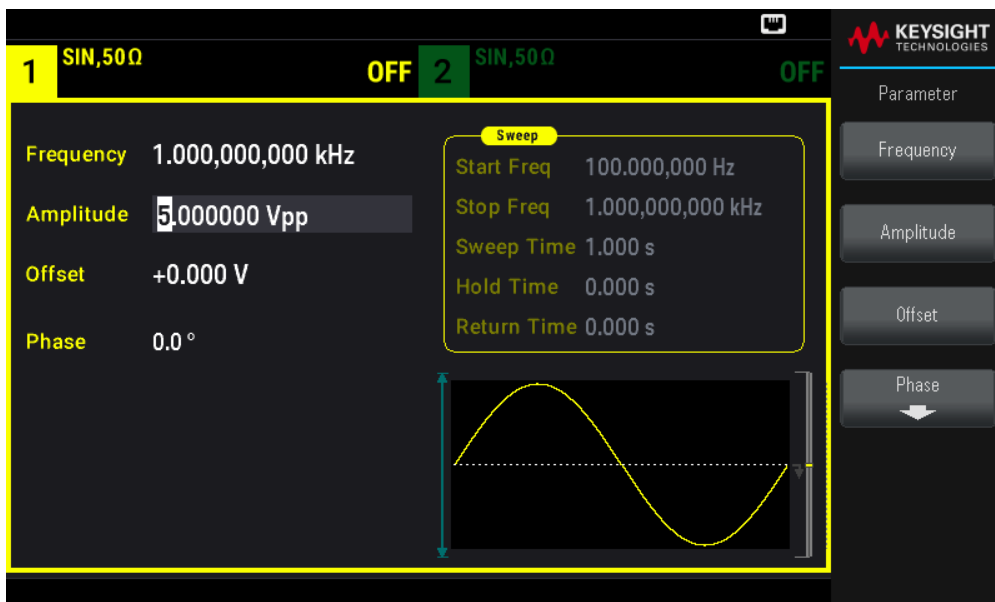 KEYSIGHT
TECHNOLOGIES
1 SIN,50Ω OFF 2 SIN,50Ω OFF
Parameter
Frequency 1.000,000,000 kHz
Amplitude 5.000000 Vpp
Offset +0.000 V
Phase 0.0 °
Sweep
Start Freq 100.000,000 Hz
Stop Freq 1.000,000,000 kHz
Sweep Time 1.000 s
Hold Time 0.000 s
Return Time 0.000 s
Frequency
Amplitude
Offset
Phase